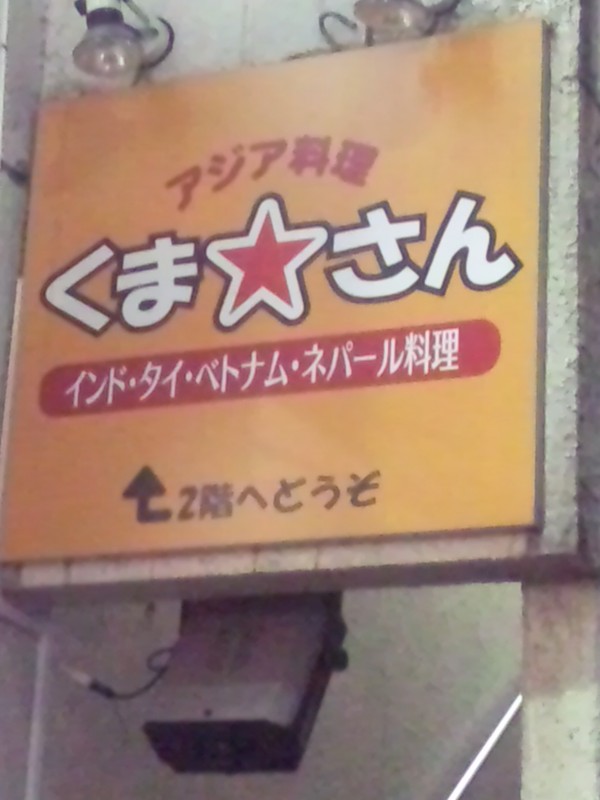 アジア料理
くま☆さん
インド・タイ・ベトナム・ネパール料理
2階へどうぞ